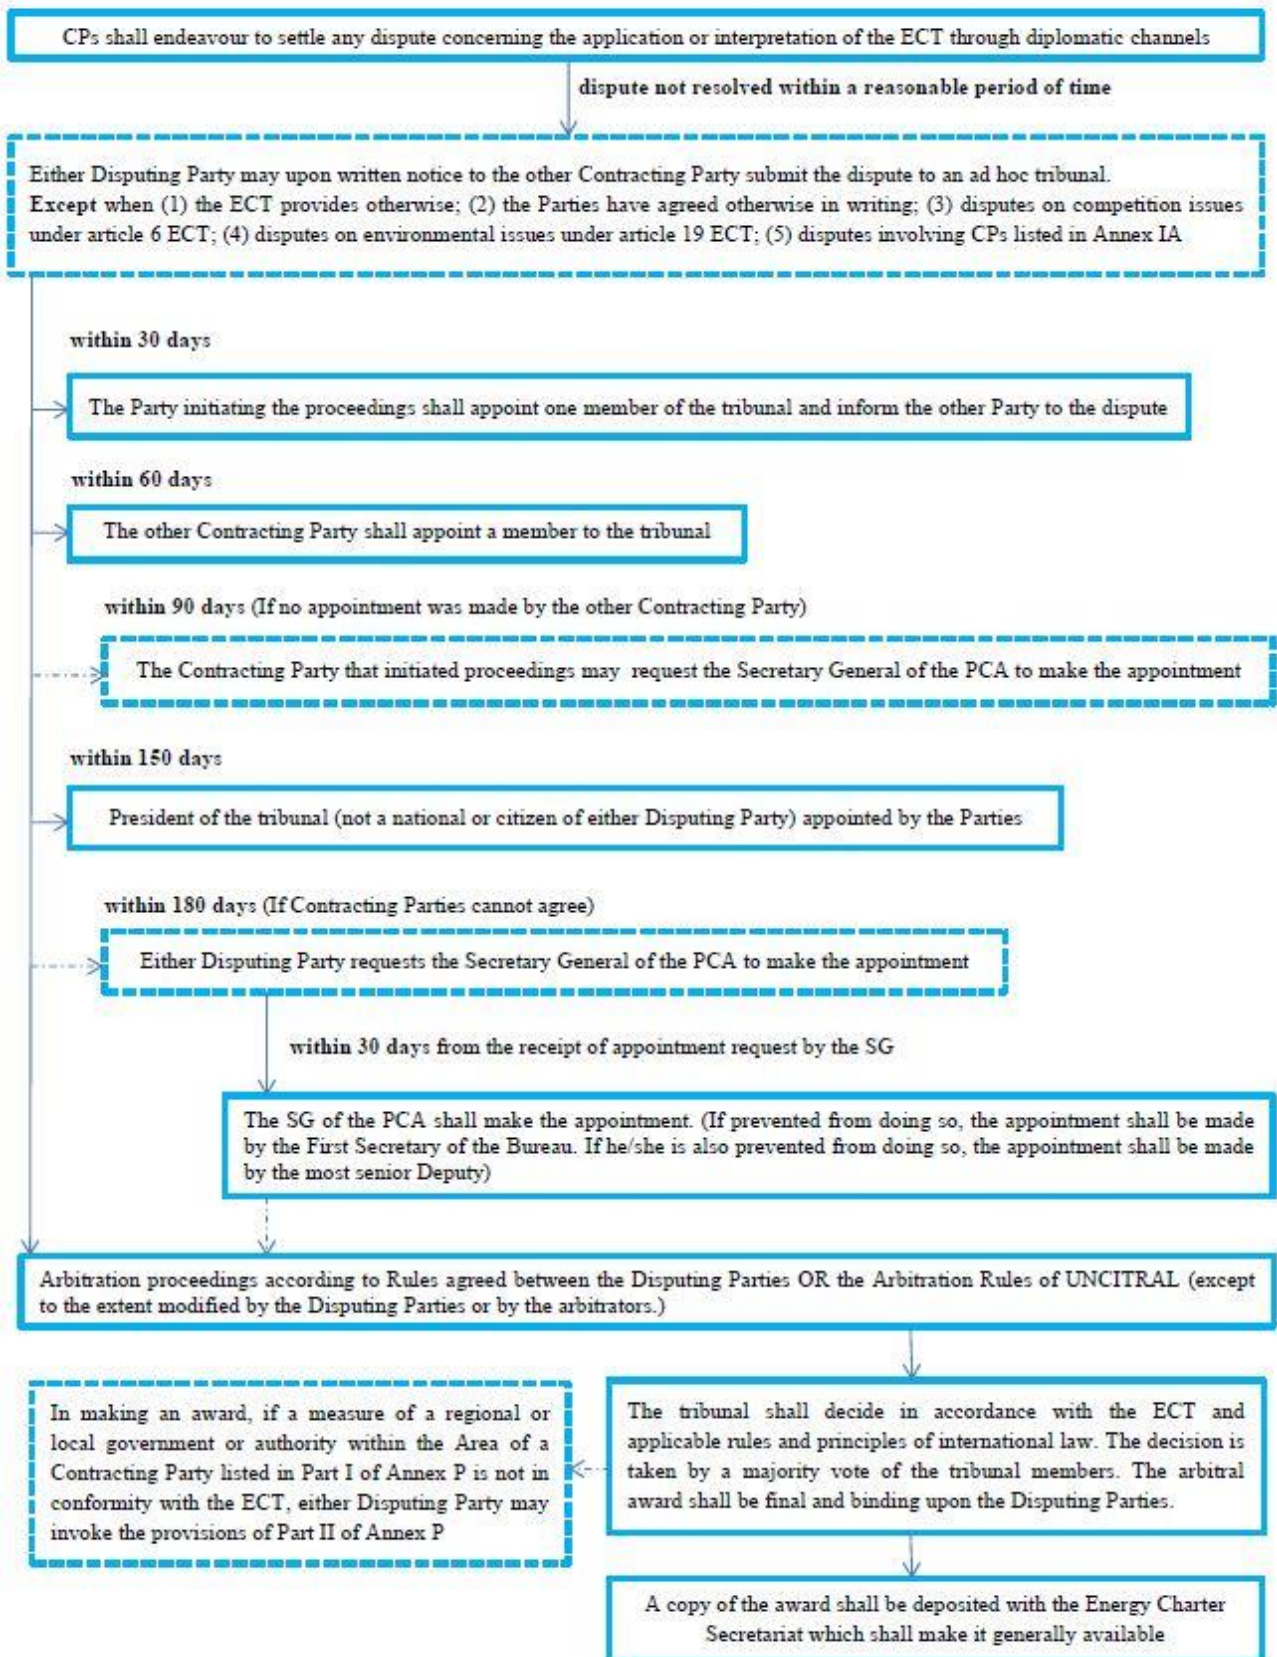 CPs shall endeavour to settle any dispute concerning the application or interpretation of the ECT through diplomatic channels
dispute not resolved within a reasonable period of time
Either Disputing Party may upon written notice to the other Contracting Party submit the dispute to an ad hoc tribunal.
Except when (1) the ECT provides otherwise; (2) the Parties have agreed otherwise in writing; (3) disputes on competition issues
under article 6 ECT; (4) disputes on environmental issues under article 19 ECT; (5) disputes involving CPs listed in Annex IA
within 30 days
The Party initiating the proceedings shall appoint one member of the tribunal and inform the other Party to the dispute
within 60 days
The other Contracting Party shall appoint a member to the tribunal
within 90 days (If no appointment was made by the other Contracting Party)
The Contracting Party that initiated proceedings may request the Secretary General of the PCA to make the appointment
within 150 days
President of the tribunal (not a national or citizen of either Disputing Party) appointed by the Parties
within 180 days (If Contracting Parties cannot agree)
Either Disputing Party requests the Secretary General of the PCA to make the appointment
within 30 days from the receipt of appointment request by the SG
The SG of the PCA shall make the appointment. (If prevented from doing so, the appointment shall be made
by the First Secretary of the Bureau. If he/she is also prevented from doing so, the appointment shall be made
by the most senior Deputy)
Arbitration proceedings according to Rules agreed between the Disputing Parties OR the Arbitration Rules of UNCITRAL (except
to the extent modified by the Disputing Parties or by the arbitrators.)
In making an award, if a measure of a regional or
local government or authority within the Area of a
Contracting Party listed in Part I of Annex P is not in
conformity with the ECT, either Disputing Party may
invoke the provisions of Part II of Annex P
The tribunal shall decide in accordance with the ECT and
applicable rules and principles of international law. The decision is
taken by a majority vote of the tribunal members. The arbitral
award shall be final and binding upon the Disputing Parties.
A copy of the award shall be deposited with the Energy Charter
Secretariat which shall make it generally available